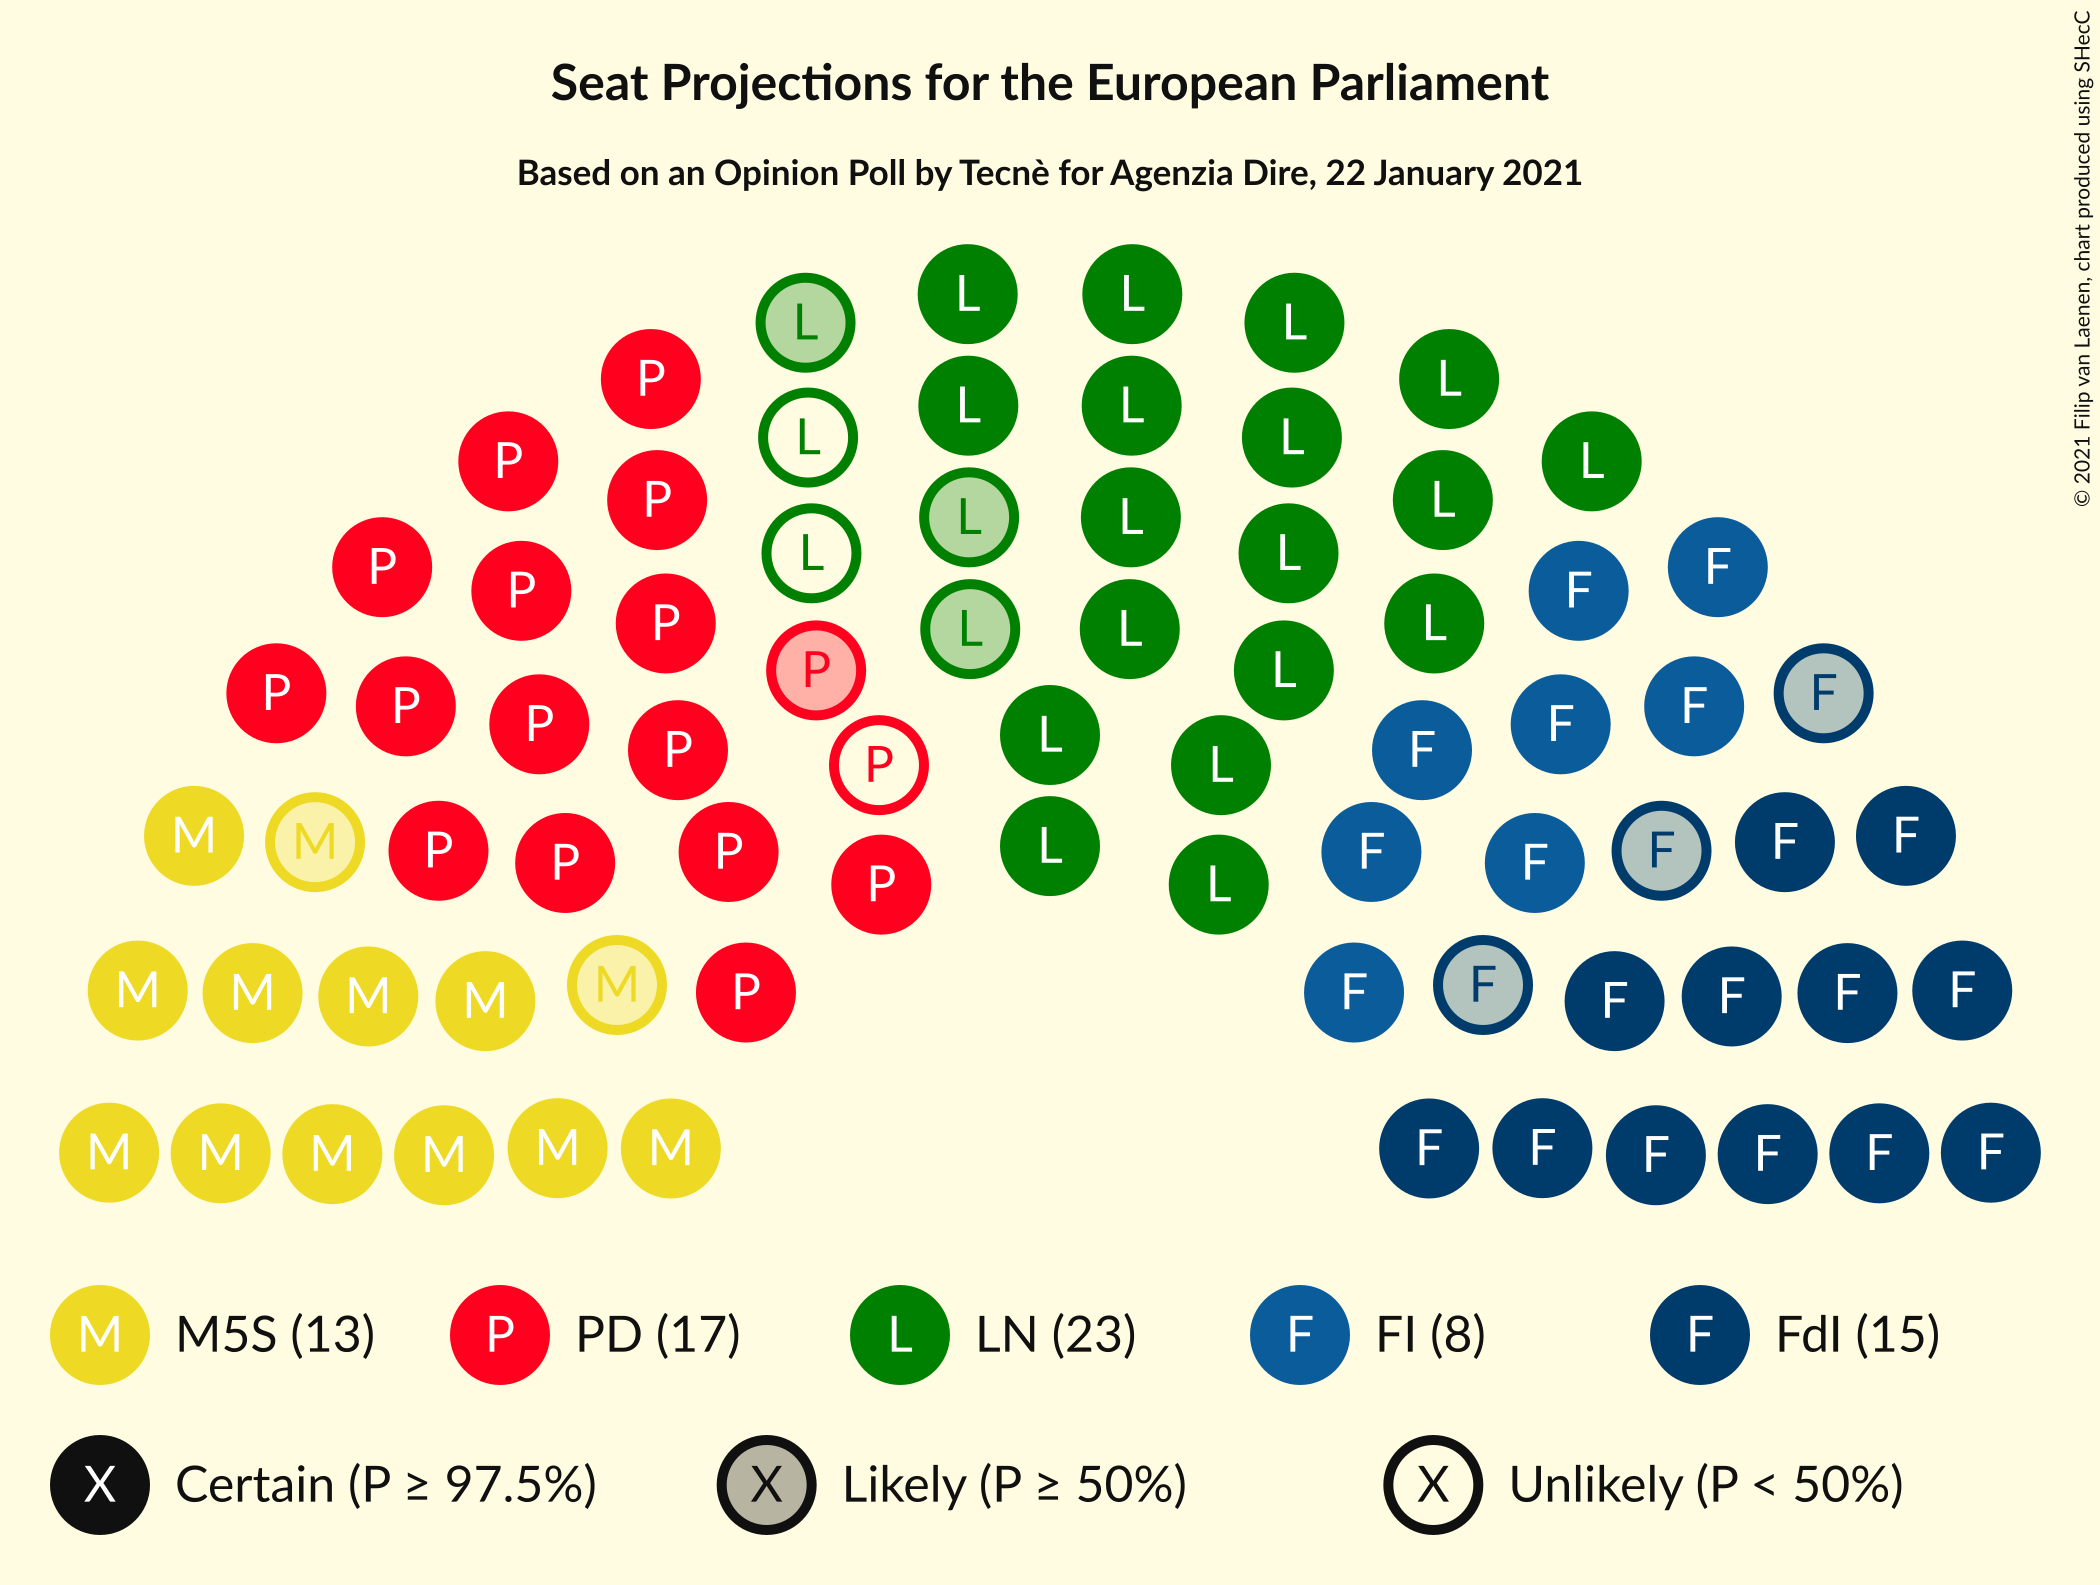 Seat Projections for the European Parliament
Based on an Opinion Poll by Tecnè for Agenzia Dire, 22 January 2021
© 2021 Filip van Laenen, chart produced using SHecC
L L L L
P L L
P L L L L
P P L
L L L L
P P F F
P L L
P P P F F F
P P P L L F F F
M M P P P P L L F F F F F
M M M M M P F F F F F F
M M M M M M F F F F F F
M M5S (13) P PD (17) L LN (23) F FI (8) F FdI (15)
X Certain (P ≥ 97.5%) X Likely (P ≥ 50%) X Unlikely (P < 50%)